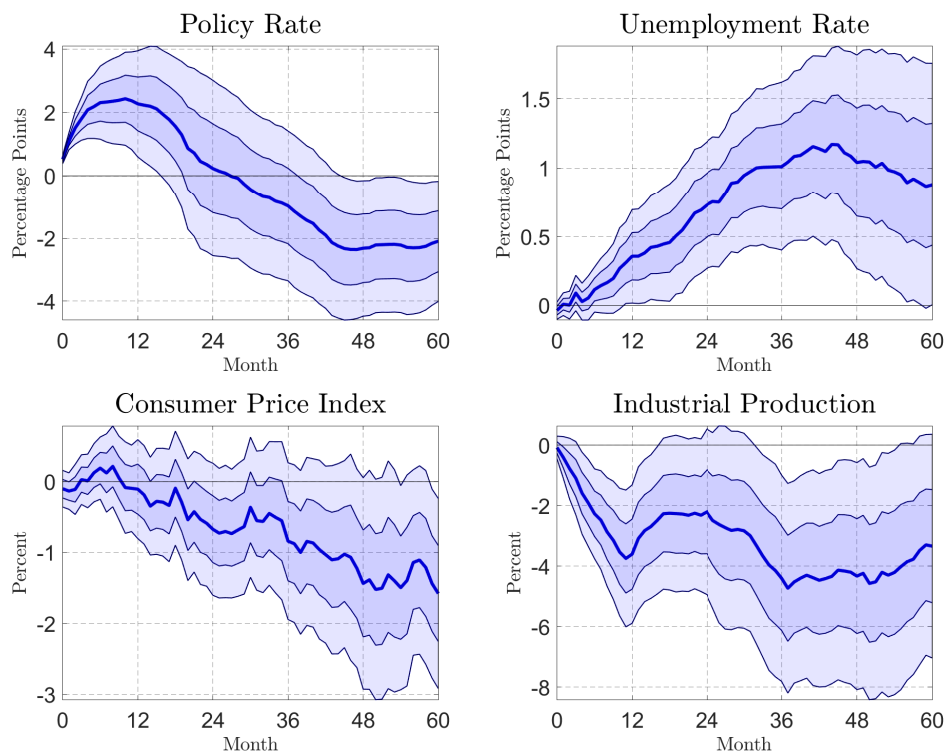 Policy Rate
Percentage Points
4
2
0
-2
-4
0 12 24 36 48 60
Month
Unemployment Rate
Percentage Points
1.5
1
0.5
0
0 12 24 36 48 60
Month
Consumer Price Index
Percent
0
-1
-2
-3
0 12 24 36 48 60
Month
Industrial Production
Percent
0
-2
-4
-6
-8
0 12 24 36 48 60
Month